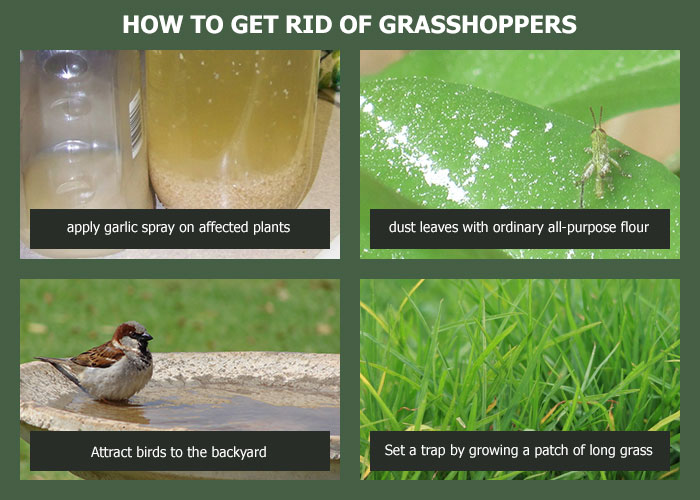 HOW TO GET RID OF GRASSHOPPERS
apply garlic spray on affected plants
dust leaves with ordinary all-purpose flour
Attract birds to the backyard
Set a trap by growing a patch of long grass